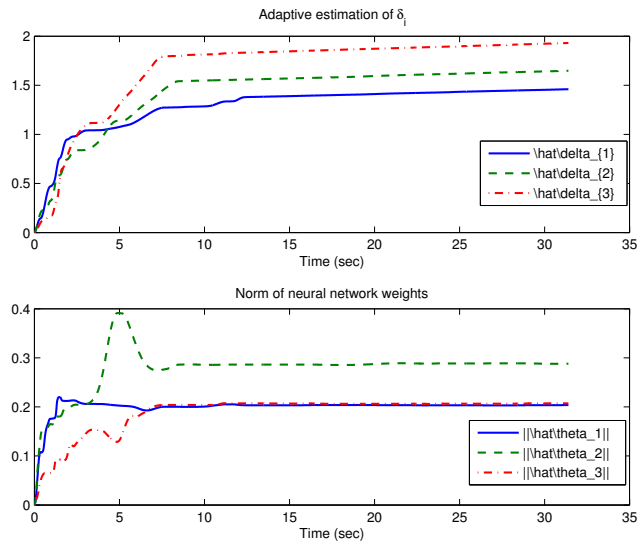 Adaptive estimation of δ_i
2
1.5
1
0.5
0
\hat\delta_{1}
\hat\delta_{2}
\hat\delta_{3}
0 5 10 15 20 25 30 35
Time (sec)
Norm of neural network weights
0.4
0.3
0.2
0.1
0
||\hat\theta_1||
||\hat\theta_2||
||\hat\theta_3||
0 5 10 15 20 25 30 35
Time (sec)